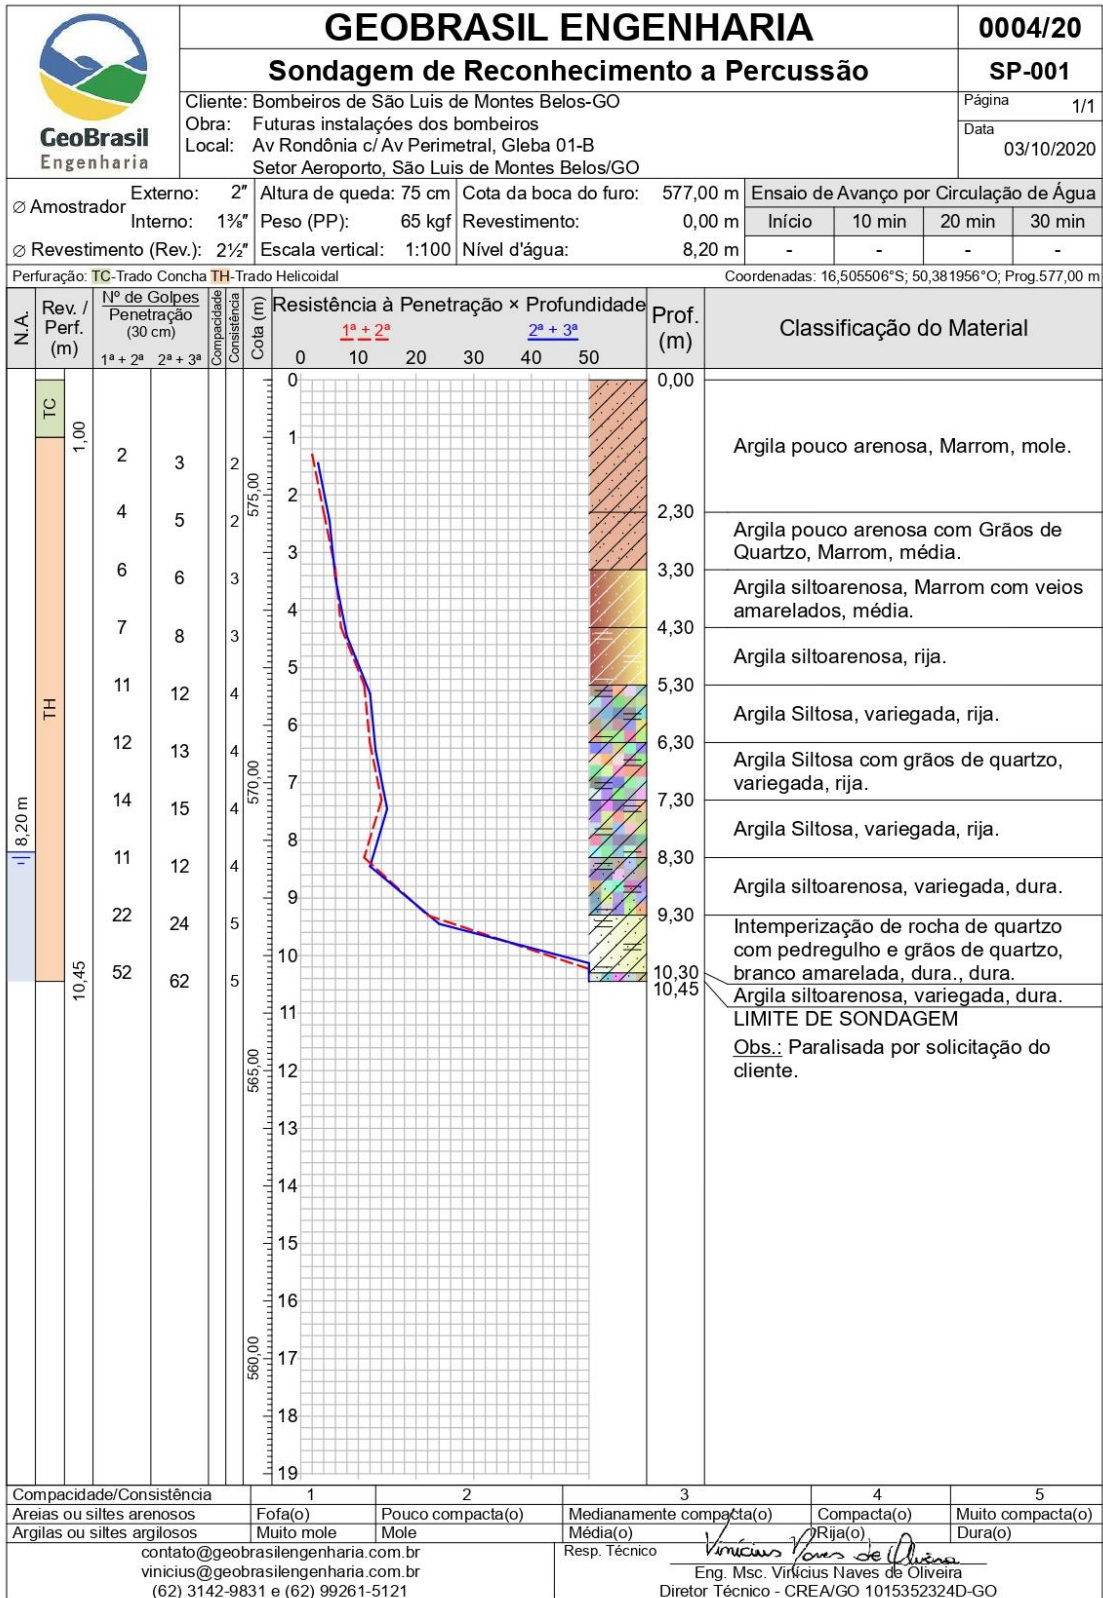 GeoBrasil
Engenharia
GEOBRASIL ENGENHARIA
0004/20
Sondagem de Reconhecimento a Percussão
SP-001
Cliente: Bombeiros de São Luis de Montes Belos-GO
Obra: Futuras instalações dos bombeiros
Local: Av Rondônia c/ Av Perimetral, Gleba 01-B
Setor Aeroporto, São Luis de Montes Belos/GO
Página 1/1
Data
03/10/2020
Ø Amostrador Externo: 2"
Interno: 1⅜"
Ø Revestimento (Rev.): 2½"
Altura de queda: 75 cm
Peso (PP): 65 kgf
Escala vertical: 1:100
Cota da boca do furo: 577,00 m
Revestimento: 0,00 m
Nível d'água: 8,20 m
Ensaio de Avanço por Circulação de Água
Início 10 min 20 min 30 min
- - - -
Perfuração: TC-Trado Concha TH-Trado Helicoidal
Coordenadas: 16,505506°S; 50,381956°O; Prog.577,00 m
N.A.
Rev. /
Perf.
(m)
Nº de Golpes
Penetração
(30 cm)
1ª + 2ª 2ª + 3ª
Compacidade
Consistência
Cota (m)
Resistência à Penetração × Profundidade
1ª + 2ª 2ª + 3ª
0 10 20 30 40 50
Prof.
(m)
Classificação do Material
TC
1,00
TH
10,45
8,20 m
2 3 2
4 5 2
6 6 3
7 8 3
11 12 4
12 13 4
14 15 4
11 12 4
22 24 5
52 62 5
575,00
570,00
565,00
560,00
0
1
2
3
4
5
6
7
8
9
10
11
12
13
14
15
16
17
18
19
0,00
Argila pouco arenosa, Marrom, mole.
2,30
Argila pouco arenosa com Grãos de
Quartzo, Marrom, média.
3,30
Argila siltoarenosa, Marrom com veios
amarelados, média.
4,30
Argila siltoarenosa, rija.
5,30
Argila Siltosa, variegada, rija.
6,30
Argila Siltosa com grãos de quartzo,
variegada, rija.
7,30
Argila Siltosa, variegada, rija.
8,30
Argila siltoarenosa, variegada, dura.
9,30
Intemperização de rocha de quartzo
com pedregulho e grãos de quartzo,
branco amarelada, dura., dura.
10,30
Argila siltoarenosa, variegada, dura.
10,45
LIMITE DE SONDAGEM
Obs.: Paralisada por solicitação do
cliente.
Compacidade/Consistência 1 2 3 4 5
Areias ou siltes arenosos Fofa(o) Pouco compacta(o) Medianamente compacta(o) Compacta(o) Muito compacta(o)
Argilas ou siltes argilosos Muito mole Mole Média(o) Rija(o) Dura(o)
contato@geobrasilengenharia.com.br
vinicius@geobrasilengenharia.com.br
(62) 3142-9831 e (62) 99261-5121
Resp. Técnico
Vinícius Naves de Oliveira
Eng. Msc. Vinícius Naves de Oliveira
Diretor Técnico - CREA/GO 1015352324D-GO